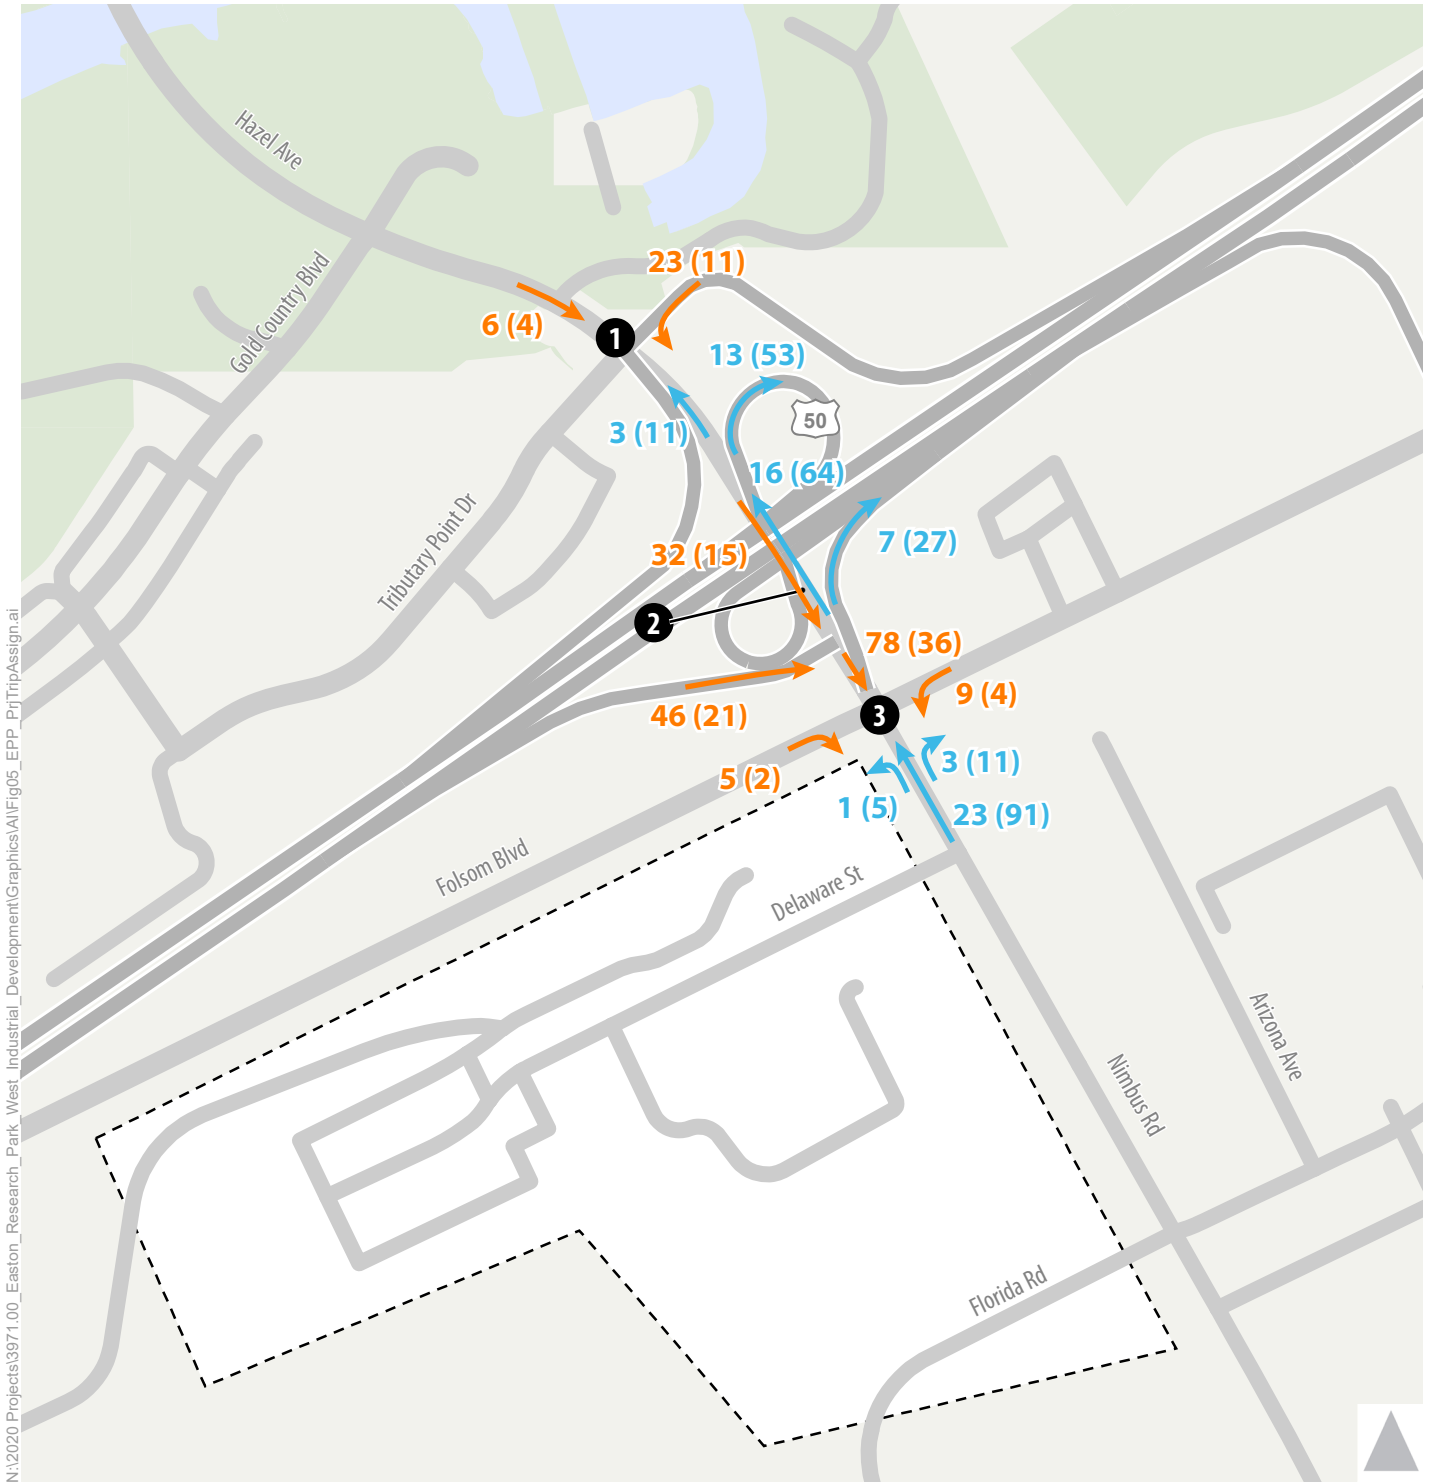 Hazel Ave
23 (11)
Gold Country Blvd
6 (4)
1
13 (53)
50
3 (11)
16 (64)
Tributary Point Dr
32 (15)
7 (27)
2
78 (36)
9 (4)
46 (21)
3
5 (2)
3 (11)
1 (5)
23 (91)
Folsom Blvd
Delaware St
Arizona Ave
Nimbus Rd
Florida Rd
N:\2020 Projects\3971.00_Easton_Research_Park_West_Industrial_Development\Graphics\AI\Fig05_EPP_PrjTripAssign.ai